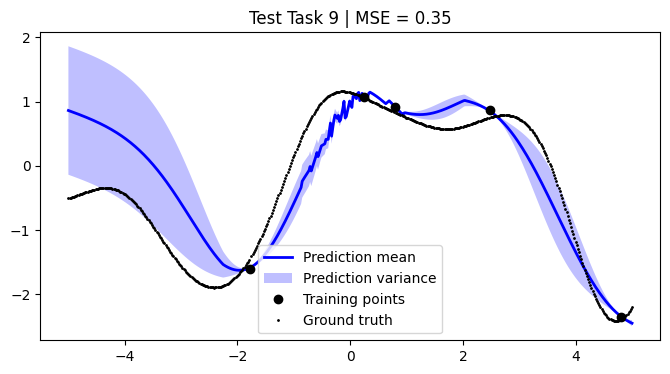 Test Task 9 | MSE = 0.35
2
1
0
−1
−2
Prediction mean
Prediction variance
Training points
Ground truth
−4
−2
0
2
4